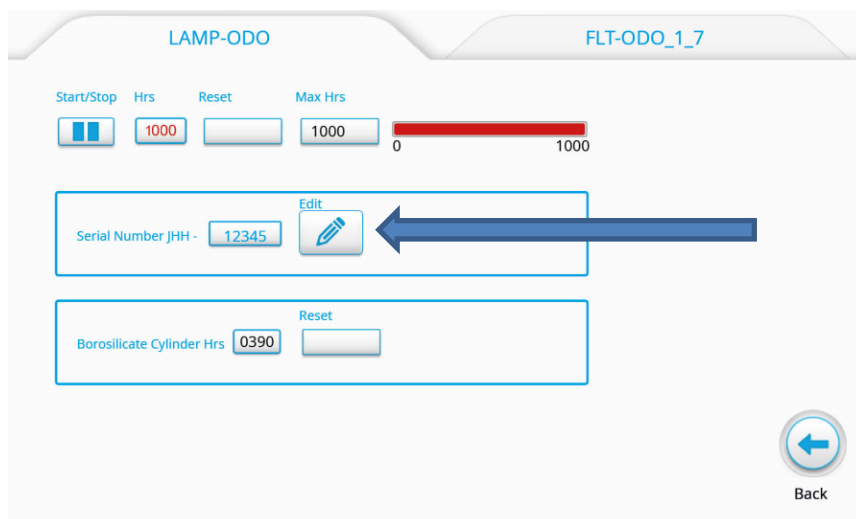 LAMP-ODO FLT-ODO_1_7
Start/Stop Hrs Reset Max Hrs
1000 1000
0 1000
Edit
Serial Number JHH - 12345
Reset
Borosilicate Cylinder Hrs 0390
Back